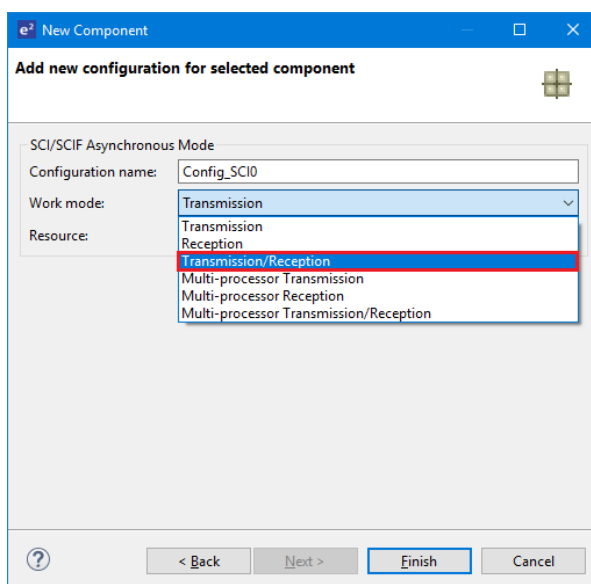 e² New Component
Add new configuration for selected component
SCI/SCIF Asynchronous Mode
Configuration name: Config_SCI0
Work mode: Transmission
Transmission
Resource:
Reception
Transmission/Reception
Multi-processor Transmission
Multi-processor Reception
Multi-processor Transmission/Reception
? < Back Next > Finish Cancel